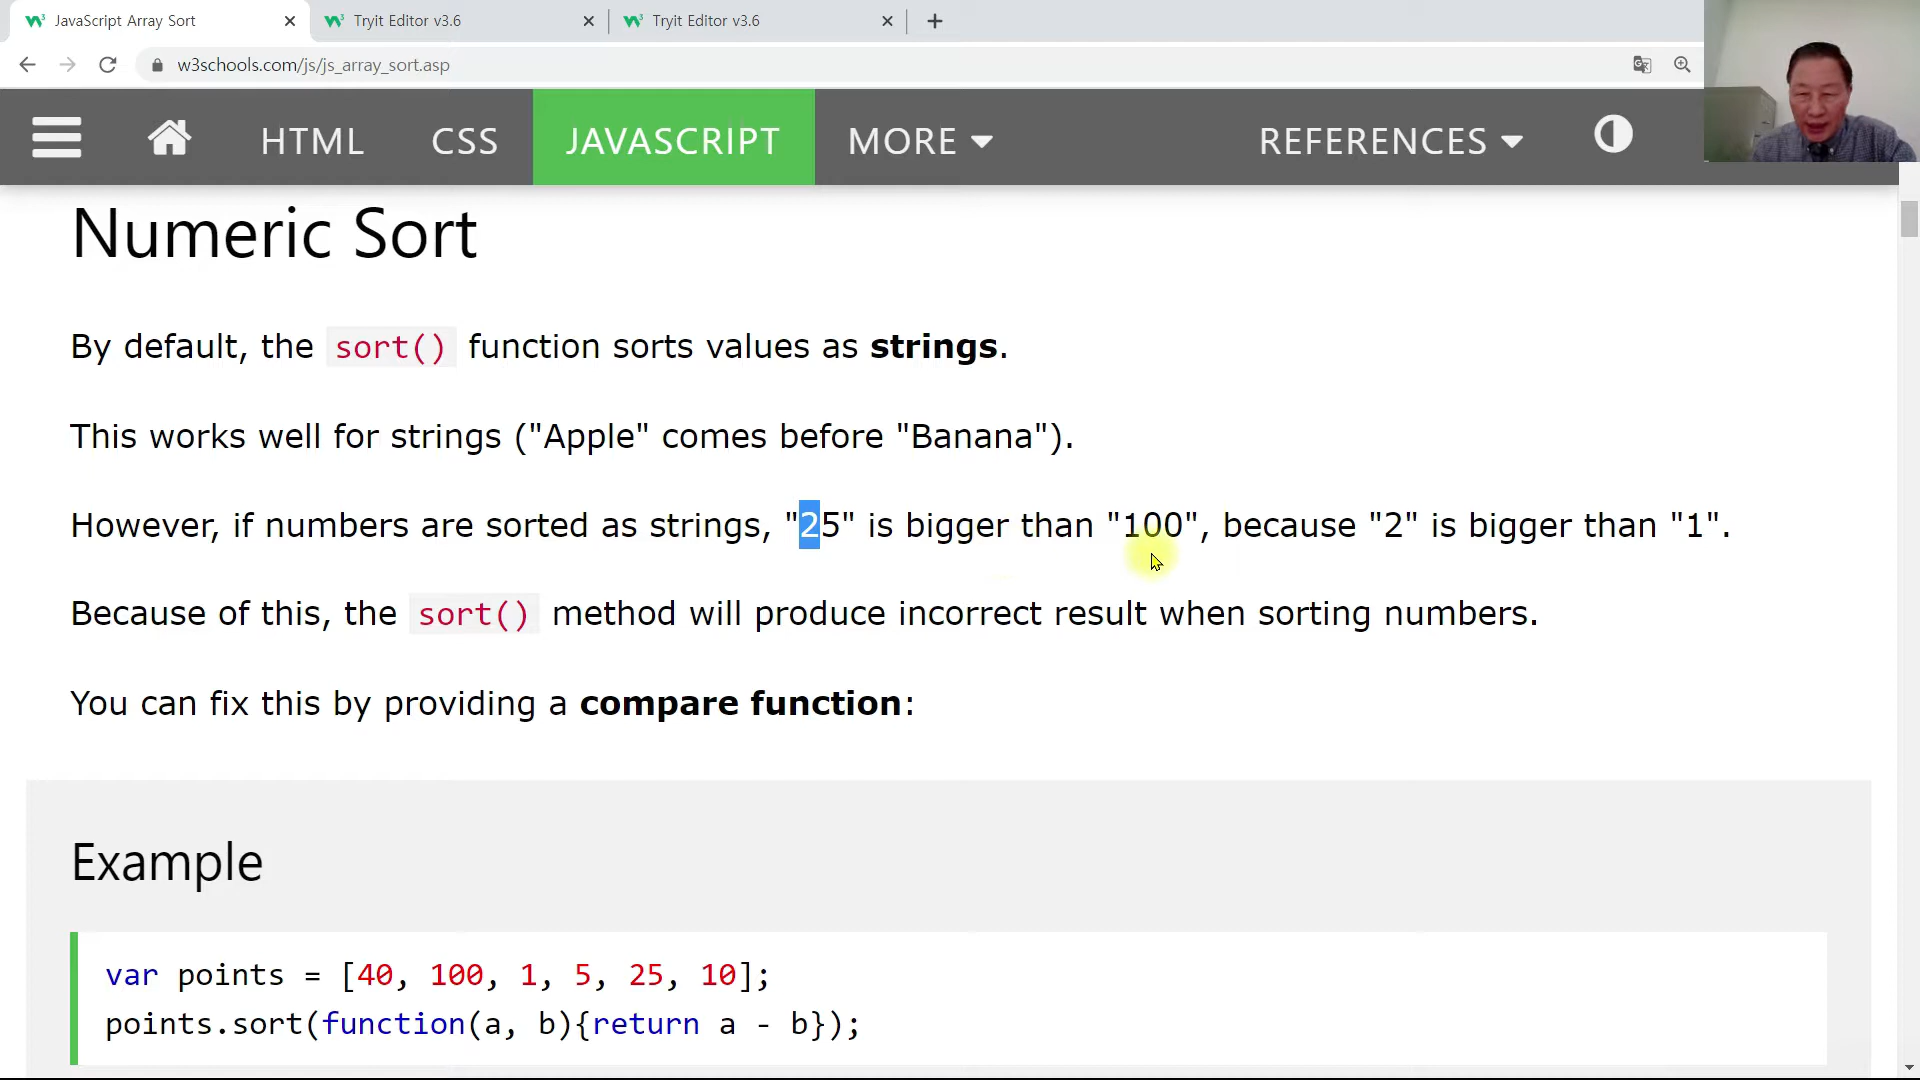 JavaScript Array Sort
Tryit Editor v3.6
Tryit Editor v3.6
w3schools.com/js/js_array_sort.asp
HTML CSS JAVASCRIPT MORE REFERENCES
Numeric Sort
By default, the sort() function sorts values as strings.
This works well for strings ("Apple" comes before "Banana").
However, if numbers are sorted as strings, "25" is bigger than "100", because "2" is bigger than "1".
Because of this, the sort() method will produce incorrect result when sorting numbers.
You can fix this by providing a compare function:
Example
var points = [40, 100, 1, 5, 25, 10];
points.sort(function(a, b){return a - b});